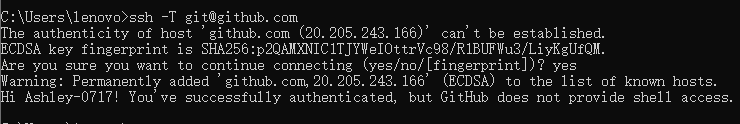 C:\Users\lenovo>ssh -T git@github.com
The authenticity of host 'github.com (20.205.243.166)' can't be established.
ECDSA key fingerprint is SHA256:p2QAMXNIC1TJYWeIOttrVc98/R1BUFWu3/LiyKgUfQM.
Are you sure you want to continue connecting (yes/no/[fingerprint])? yes
Warning: Permanently added 'github.com,20.205.243.166' (ECDSA) to the list of known hosts.
Hi Ashley-0717! You've successfully authenticated, but GitHub does not provide shell access.